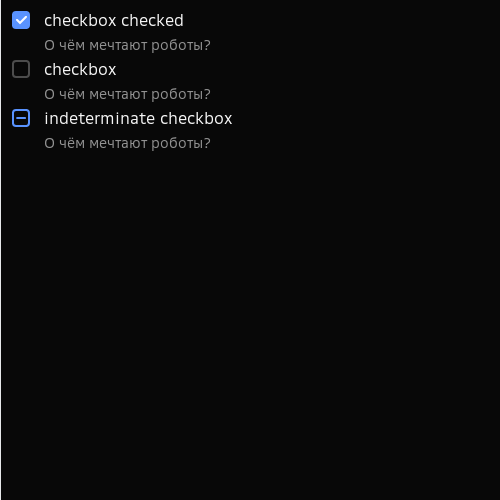 checkbox checked
О чём мечтают роботы?
checkbox
О чём мечтают роботы?
indeterminate checkbox
О чём мечтают роботы?